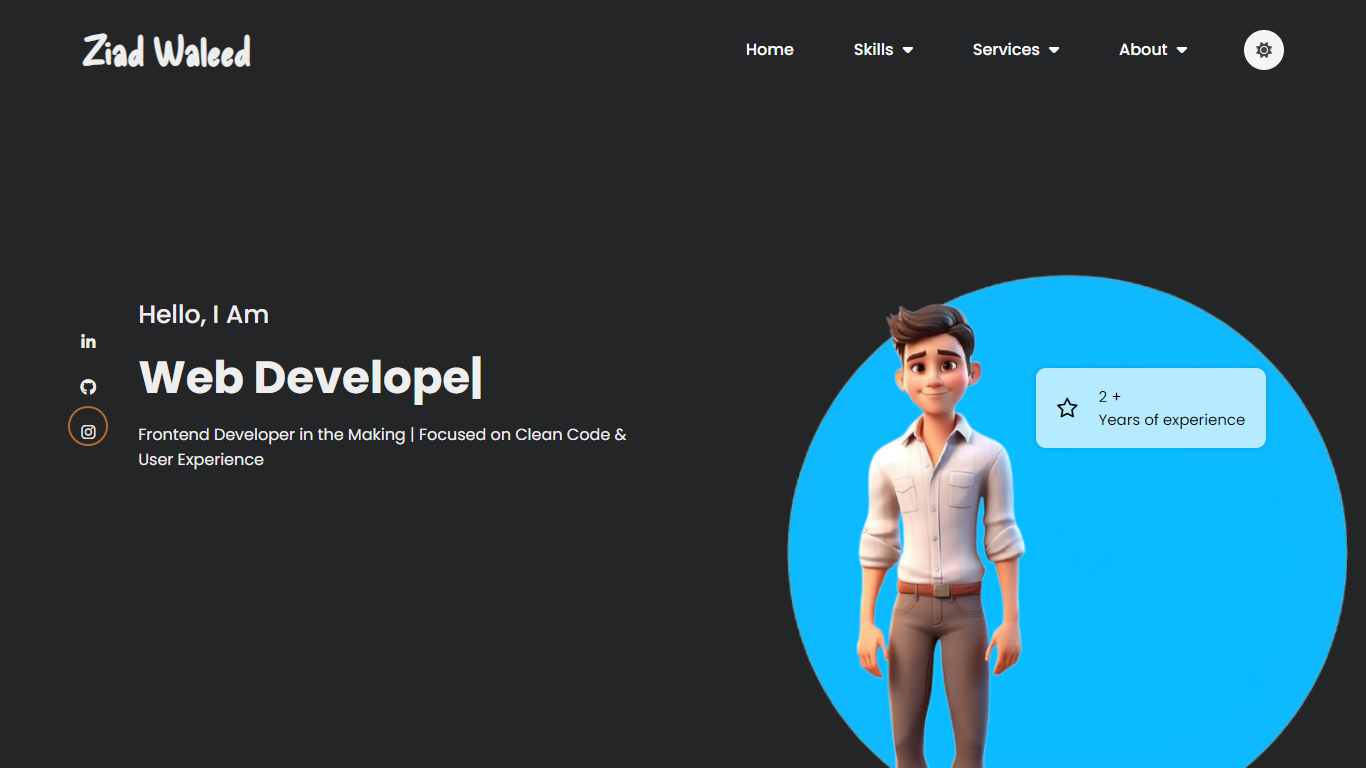 Ziad Waleed
Home Skills Services About
Hello, I Am
Web Develope|
Frontend Developer in the Making | Focused on Clean Code &
User Experience
2 +
Years of experience